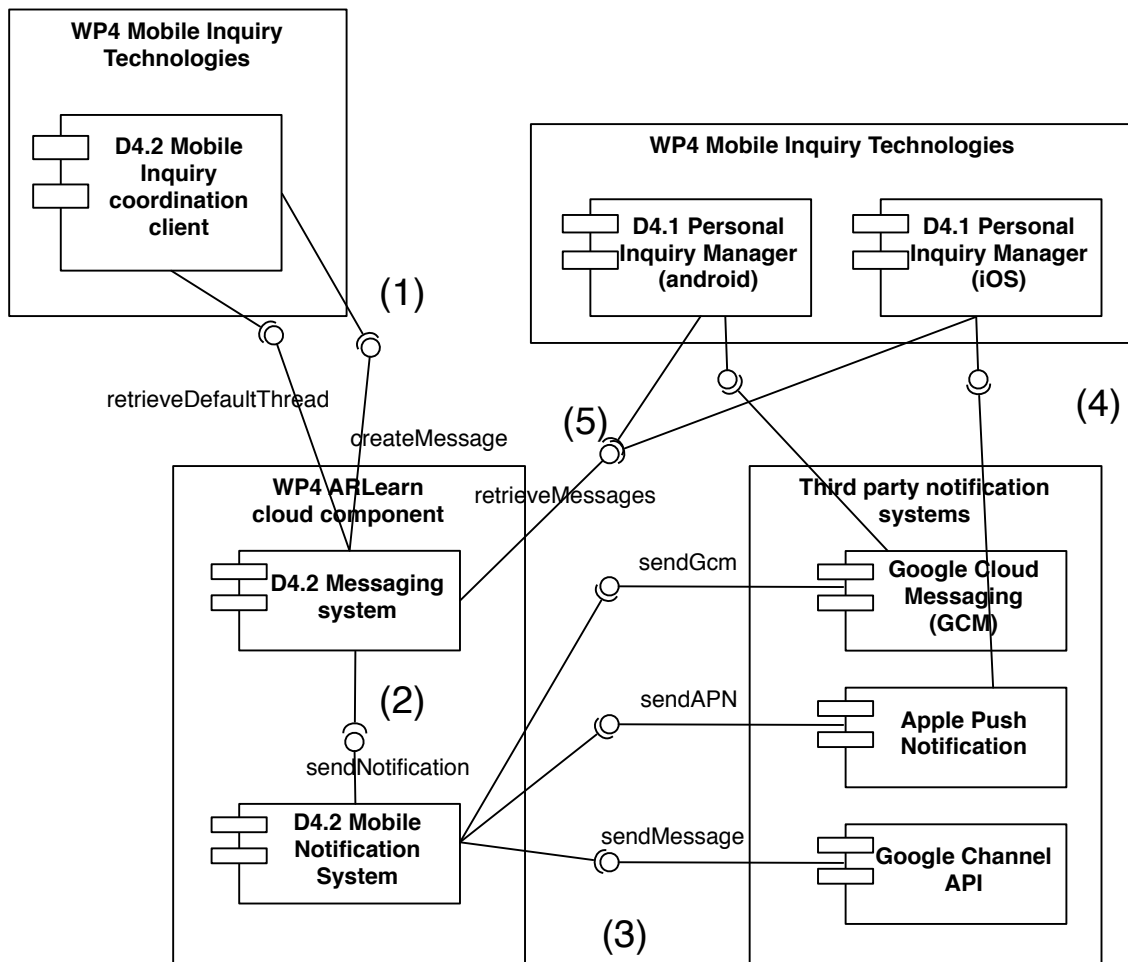 WP4 Mobile Inquiry
Technologies
D4.2 Mobile
Inquiry
coordination
client
(1)
retrieveDefaultThread
createMessage
WP4 Mobile Inquiry Technologies
D4.1 Personal
Inquiry Manager
(android)
D4.1 Personal
Inquiry Manager
(iOS)
(4)
(5)
retrieveMessages
WP4 ARLearn
cloud component
D4.2 Messaging
system
(2)
sendNotification
D4.2 Mobile
Notification
System
sendGcm
sendAPN
sendMessage
(3)
Third party notification
systems
Google Cloud
Messaging
(GCM)
Apple Push
Notification
Google Channel
API